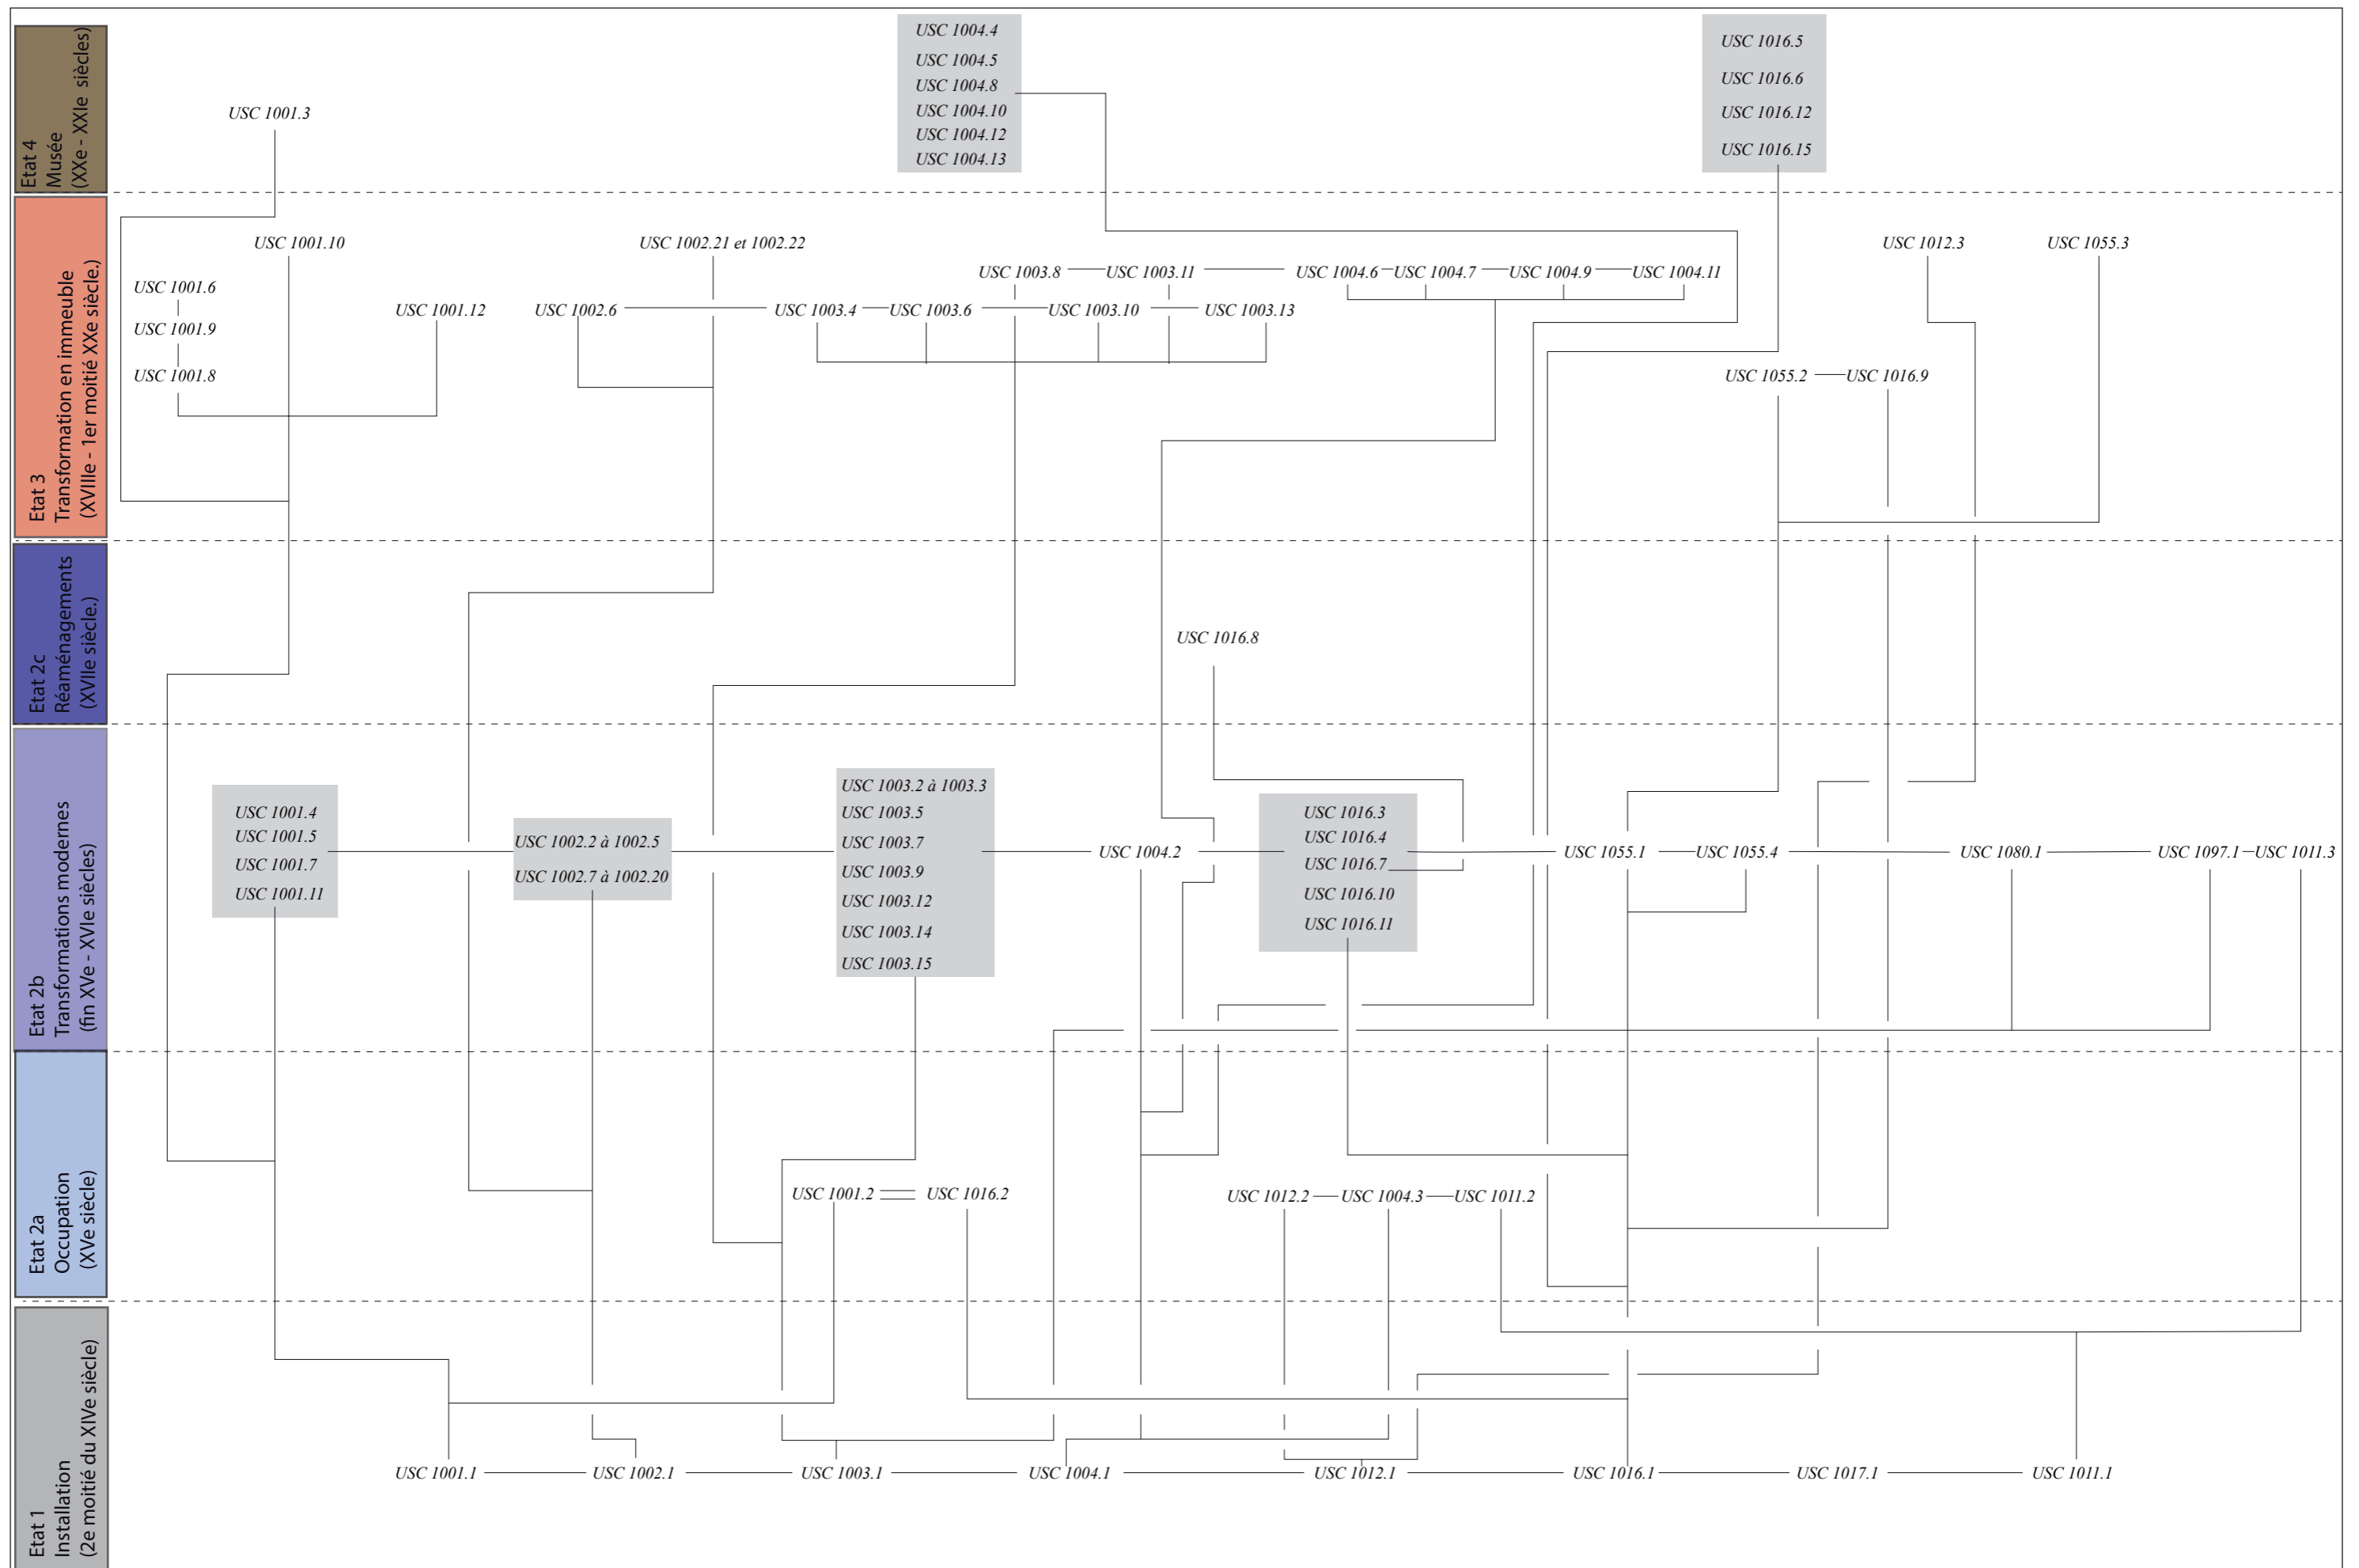 Etat 4
Musée
(XXe - XXIe siècles)
USC 1001.3
USC 1004.4
USC 1004.5
USC 1004.8
USC 1004.10
USC 1004.12
USC 1004.13
USC 1016.5
USC 1016.6
USC 1016.12
USC 1016.15
Etat 3
Transformation en immeuble
(XVIIIe - 1er moitié XXe siècle.)
USC 1001.10
USC 1002.21 et 1002.22
USC 1012.3
USC 1055.3
USC 1003.8
USC 1003.11
USC 1004.6
USC 1004.7
USC 1004.9
USC 1004.11
USC 1001.6
USC 1001.12
USC 1002.6
USC 1003.4
USC 1003.6
USC 1003.10
USC 1003.13
USC 1001.9
USC 1001.8
USC 1055.2
USC 1016.9
Etat 2c
Réaménagements
(XVIIe siècle.)
USC 1016.8
Etat 2b
Transformations modernes
(fin XVe - XVIe siècles)
USC 1001.4
USC 1001.5
USC 1001.7
USC 1001.11
USC 1002.2 à 1002.5
USC 1002.7 à 1002.20
USC 1003.2 à 1003.3
USC 1003.5
USC 1003.7
USC 1003.9
USC 1003.12
USC 1003.14
USC 1003.15
USC 1004.2
USC 1016.3
USC 1016.4
USC 1016.7
USC 1016.10
USC 1016.11
USC 1055.1
USC 1055.4
USC 1080.1
USC 1097.1
USC 1011.3
Etat 2a
Occupation
(XVe siècle)
USC 1001.2
USC 1016.2
USC 1012.2
USC 1004.3
USC 1011.2
Etat 1
Installation
(2e moitié du XIVe siècle)
USC 1001.1
USC 1002.1
USC 1003.1
USC 1004.1
USC 1012.1
USC 1016.1
USC 1017.1
USC 1011.1